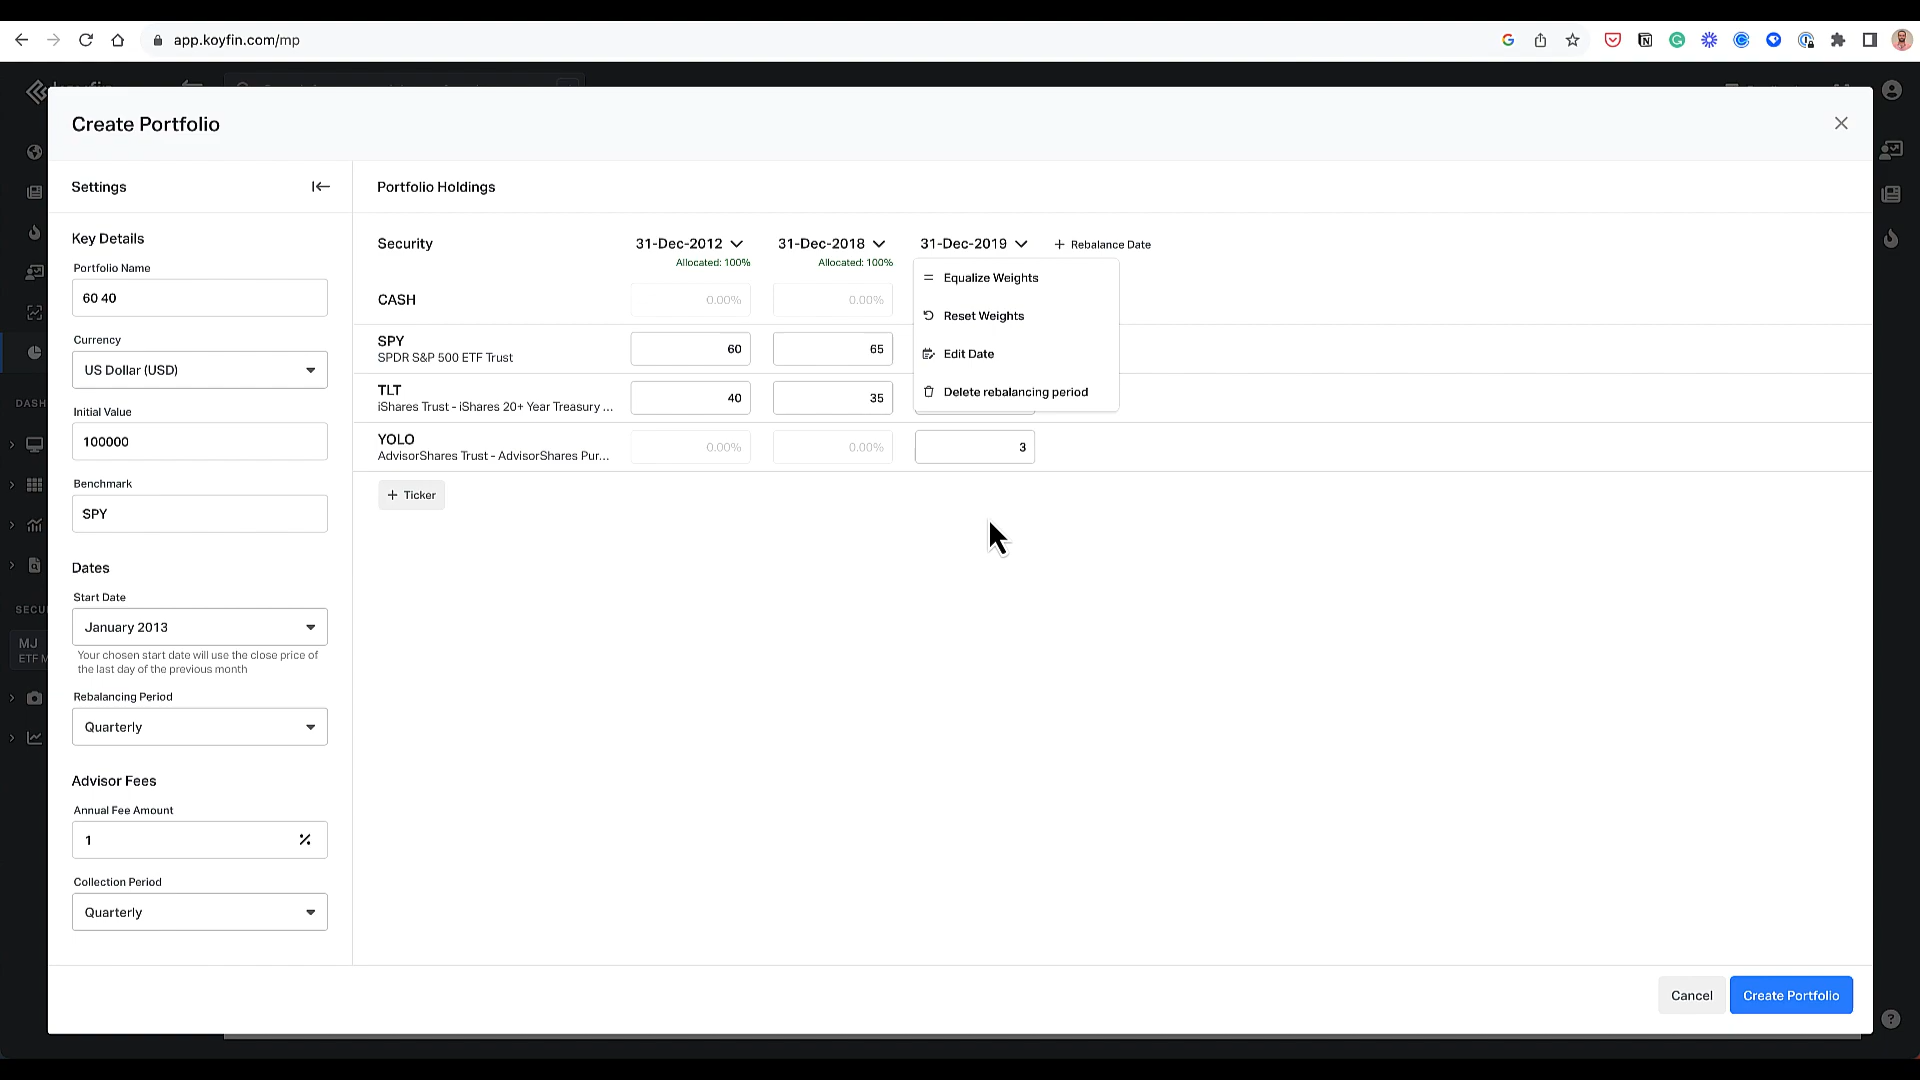 app.koyfin.com/mp
Create Portfolio
Settings
Portfolio Holdings
Key Details
Portfolio Name
60 40
Currency
US Dollar (USD)
Initial Value
100000
Benchmark
SPY
Dates
Start Date
January 2013
Your chosen start date will use the close price of
the last day of the previous month
Rebalancing Period
Quarterly
Advisor Fees
Annual Fee Amount
1 %
Collection Period
Quarterly
Security 31-Dec-2012 31-Dec-2018 31-Dec-2019 + Rebalance Date
Allocated: 100% Allocated: 100%
CASH 0.00% 0.00%
SPY 60 65
SPDR S&P 500 ETF Trust
TLT 40 35
iShares Trust - iShares 20+ Year Treasury ...
YOLO 0.00% 0.00% 3
AdvisorShares Trust - AdvisorShares Pur...
+ Ticker
Equalize Weights
Reset Weights
Edit Date
Delete rebalancing period
DASH
SECU
MJ
ETF M
Cancel
Create Portfolio